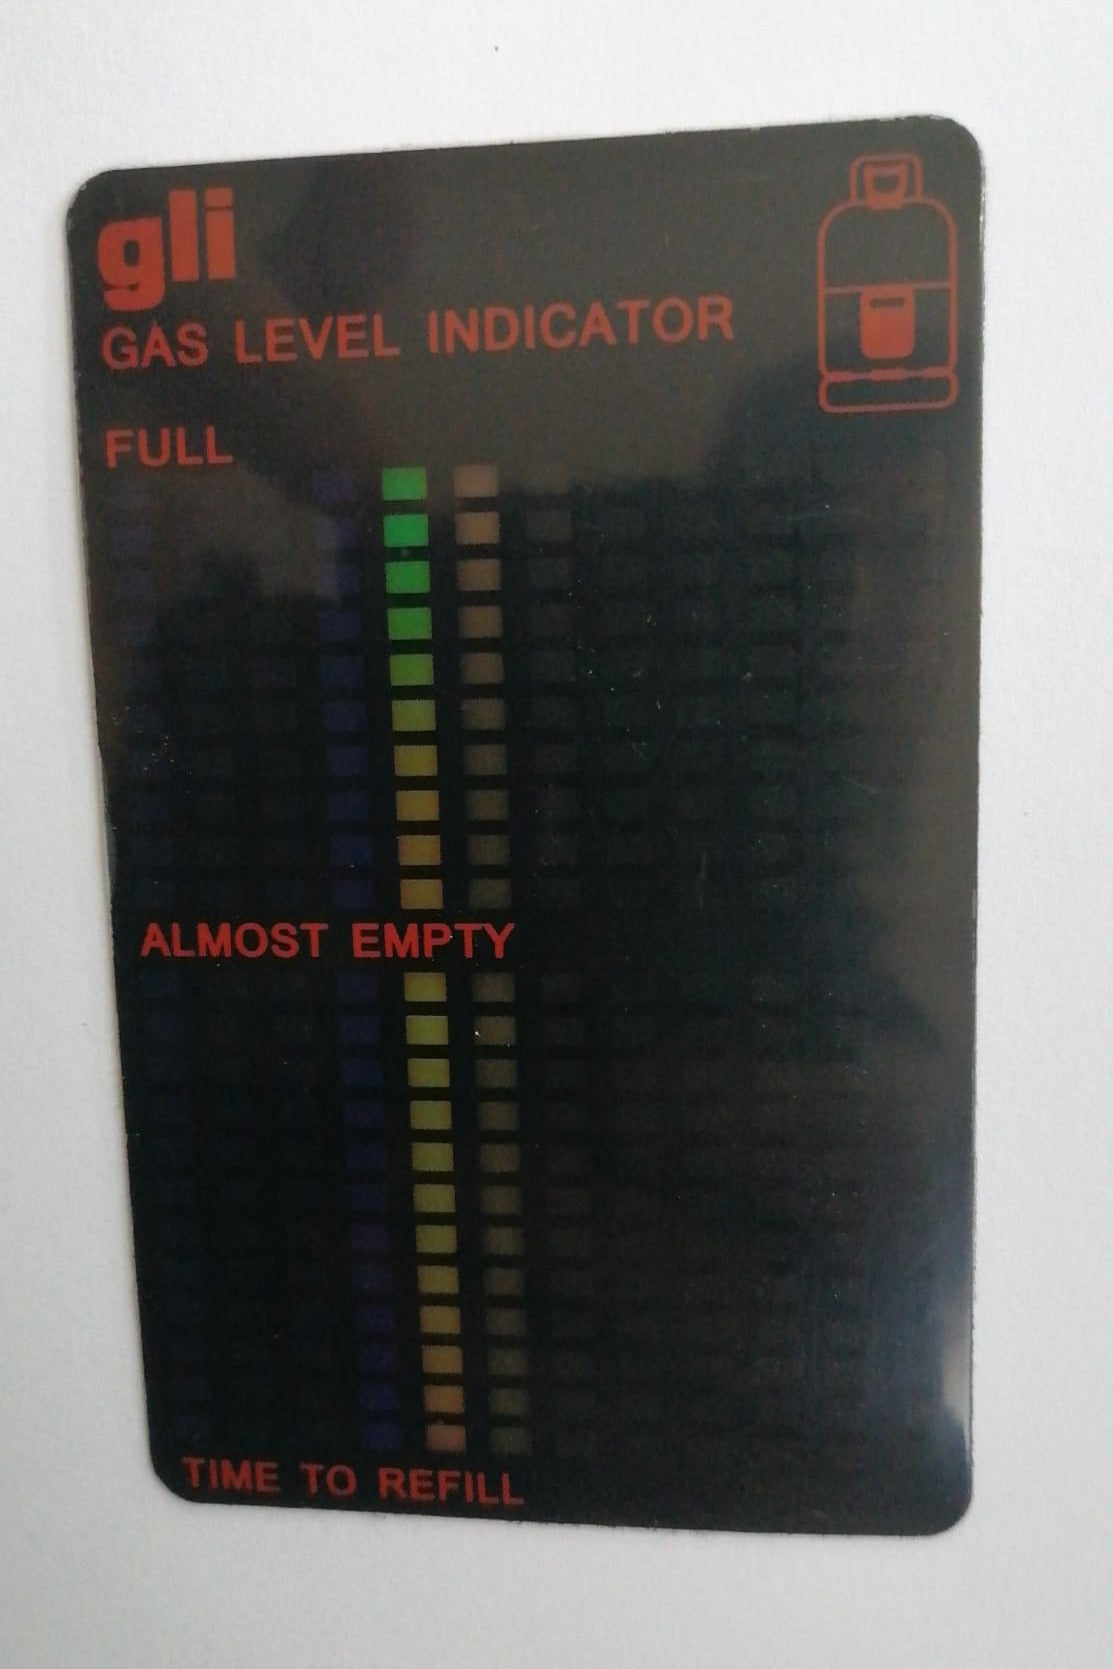 gli
GAS LEVEL INDICATOR
FULL
ALMOST EMPTY
TIME TO REFILL